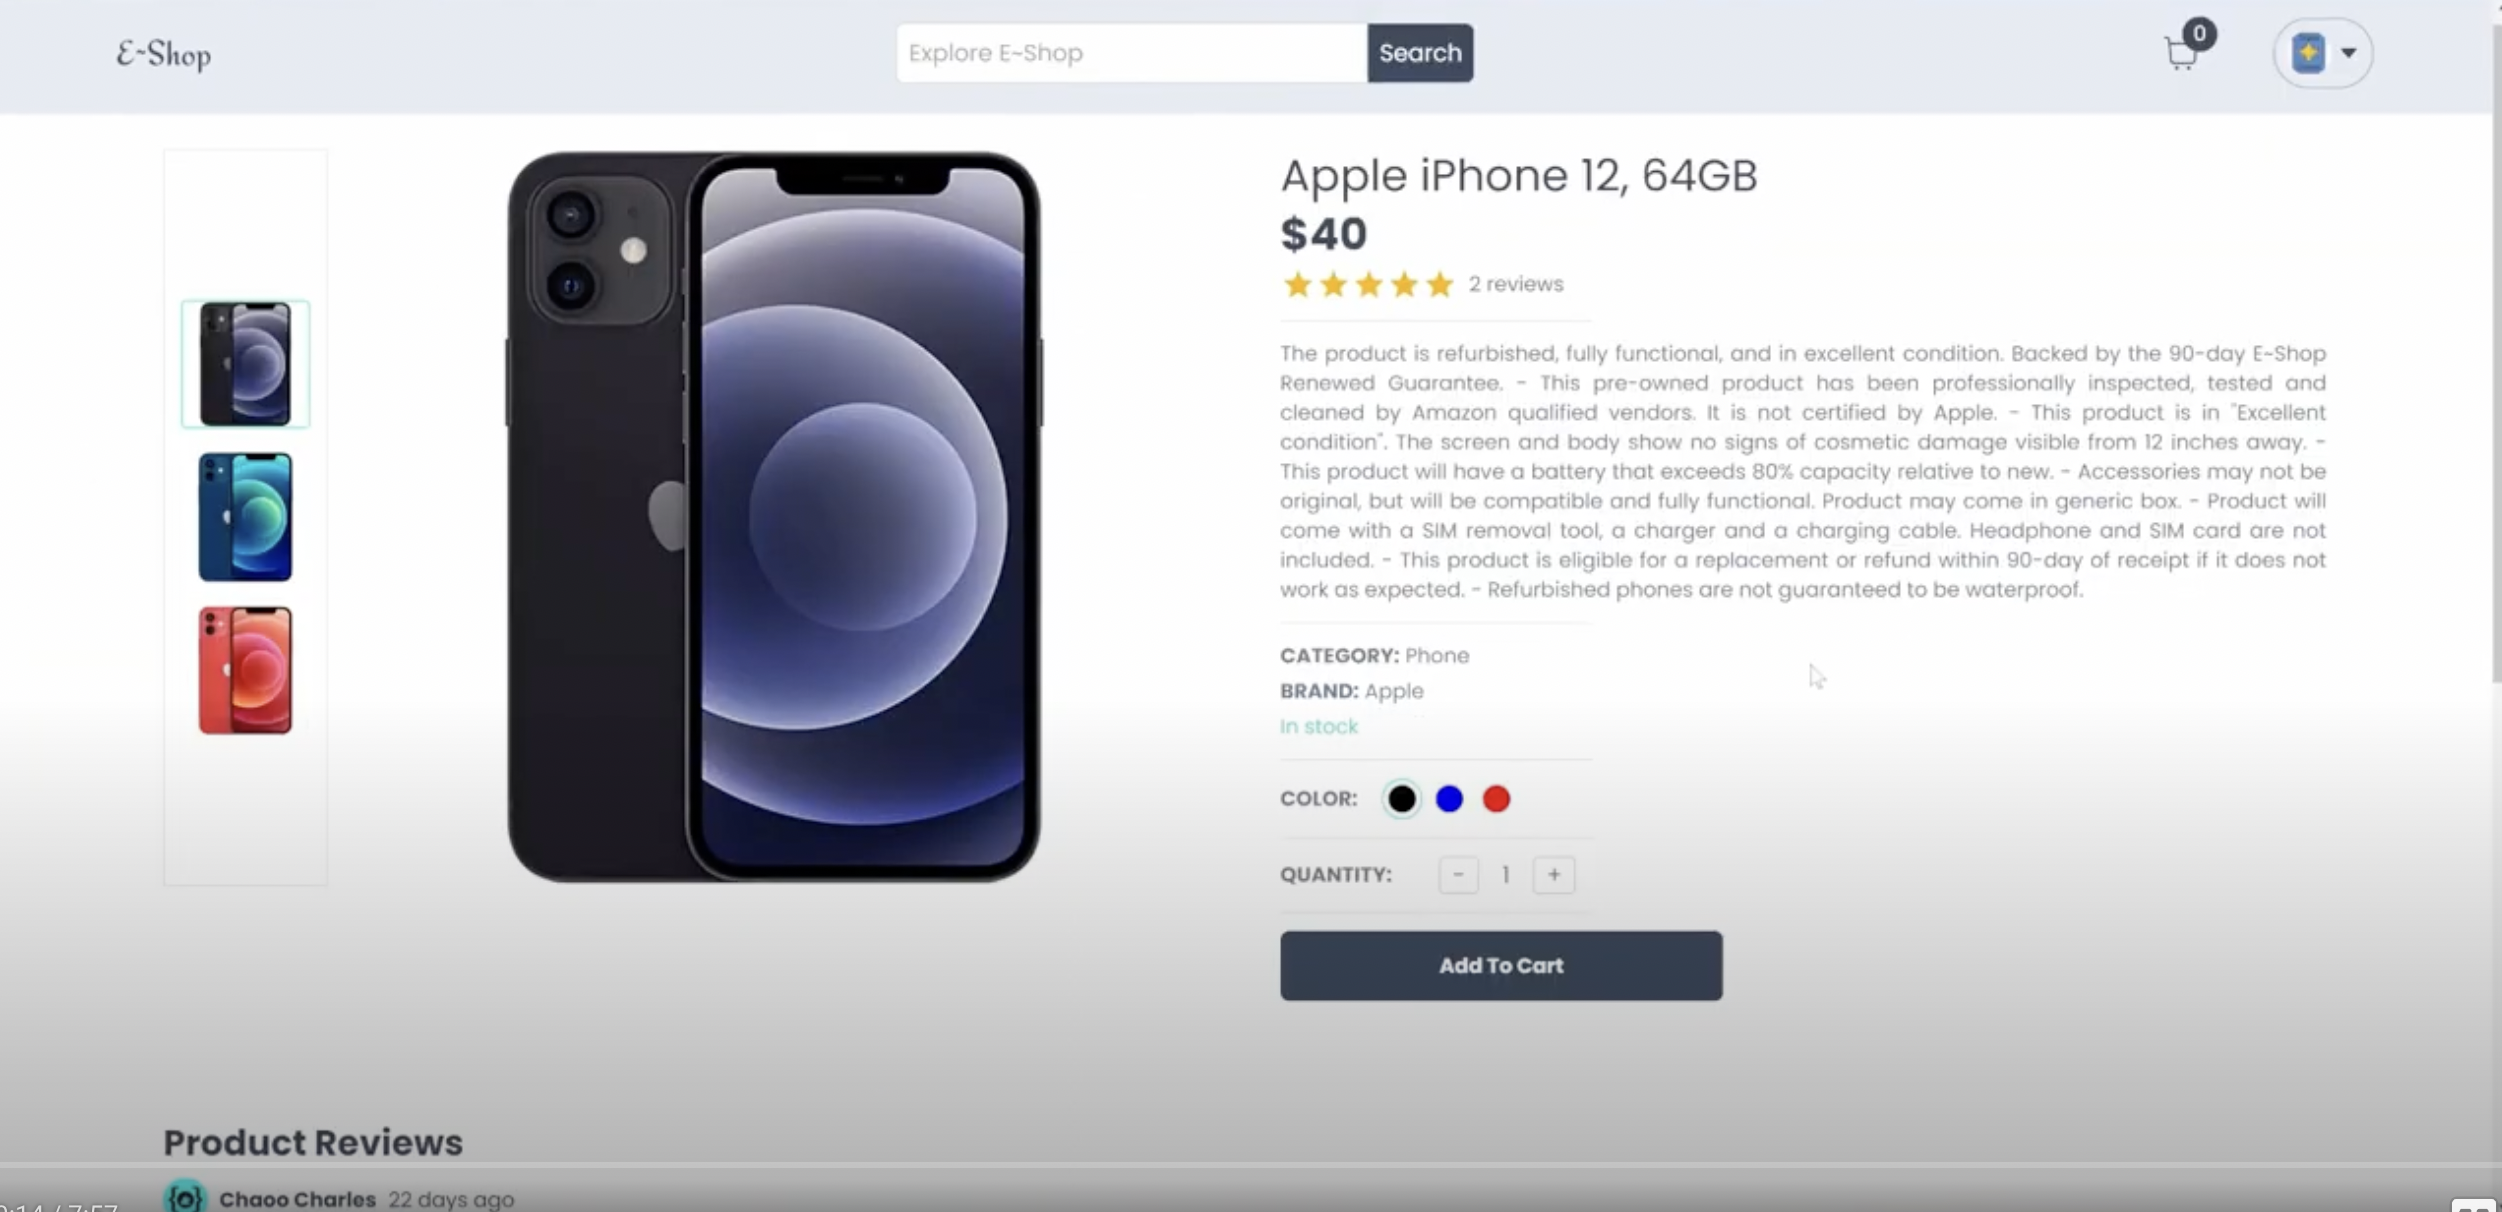 E~Shop
Explore E~Shop
Search
0
Apple iPhone 12, 64GB
$40
2 reviews
The product is refurbished, fully functional, and in excellent condition. Backed by the 90-day E~Shop
Renewed Guarantee. - This pre-owned product has been professionally inspected, tested and
cleaned by Amazon qualified vendors. It is not certified by Apple. - This product is in "Excellent
condition". The screen and body show no signs of cosmetic damage visible from 12 inches away. -
This product will have a battery that exceeds 80% capacity relative to new. - Accessories may not be
original, but will be compatible and fully functional. Product may come in generic box. - Product will
come with a SIM removal tool, a charger and a charging cable. Headphone and SIM card are not
included. - This product is eligible for a replacement or refund within 90-day of receipt if it does not
work as expected. - Refurbished phones are not guaranteed to be waterproof.
CATEGORY: Phone
BRAND: Apple
In stock
COLOR:
QUANTITY: - 1 +
Add To Cart
Product Reviews
Chaoo Charles 22 days ago